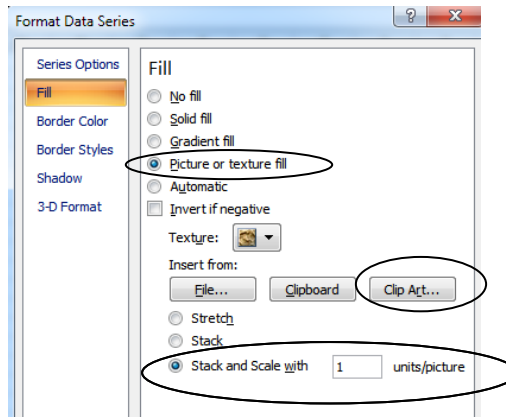 Format Data Series
?
X
Series Options
Fill
Border Color
Border Styles
Shadow
3-D Format
Fill
No fill
Solid fill
Gradient fill
Picture or texture fill
Automatic
Invert if negative
Texture:
Insert from:
File... Clipboard Clip Art...
Stretch
Stack
Stack and Scale with 1 units/picture